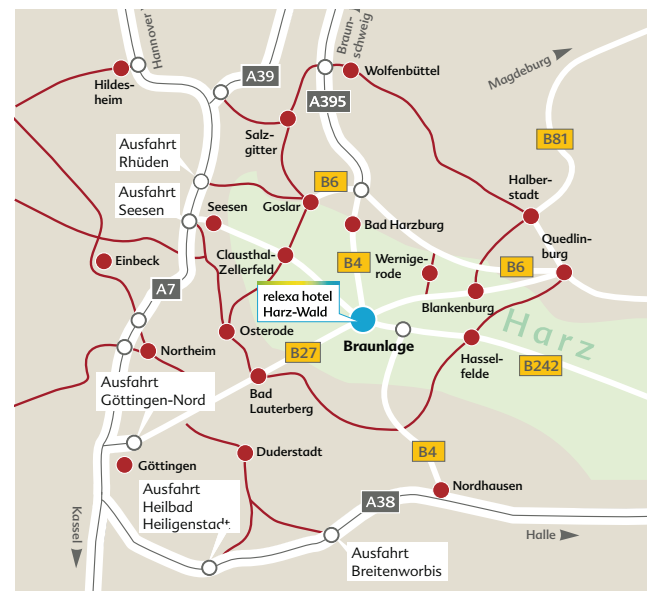 Hannover
Braun-
schweig
Hildes-
heim
A39
Wolfenbüttel
Magdeburg
A395
Salz-
gitter
B81
Ausfahrt
Rhüden
B6
Halber-
stadt
Ausfahrt
Seesen
Seesen
Goslar
Bad Harzburg
Quedlin-
burg
Einbeck
Clausthal-
Zellerfeld
B4
Wernige-
rode
B6
A7
relexa hotel
Harz-Wald
Blankenburg
Harz
Osterode
Braunlage
Northeim
B27
Hassel-
felde
B242
Ausfahrt
Göttingen-Nord
Bad
Lauterberg
Göttingen
Duderstadt
B4
Ausfahrt
Heilbad
Heiligenstadt
Nordhausen
A38
Kassel
Halle
Ausfahrt
Breitenworbis